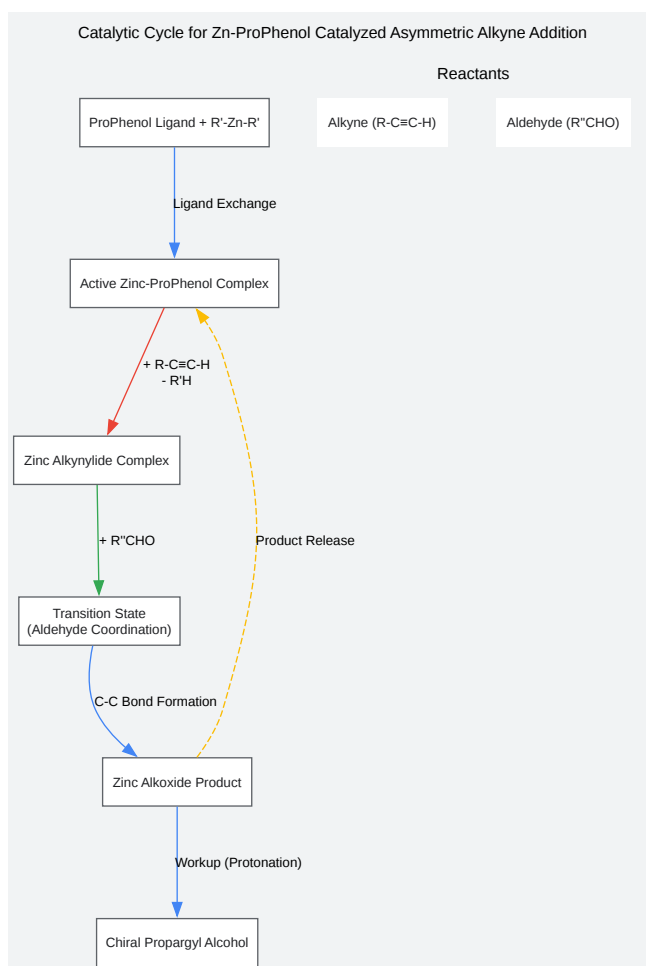 Catalytic Cycle for Zn-ProPhenol Catalyzed Asymmetric Alkyne Addition
Reactants
ProPhenol Ligand + R'-Zn-R'
Alkyne (R-C≡C-H)
Aldehyde (R"CHO)
Ligand Exchange
Active Zinc-ProPhenol Complex
+ R-C≡C-H
- R'H
Zinc Alkynylide Complex
+ R"CHO
Product Release
Transition State
(Aldehyde Coordination)
C-C Bond Formation
Zinc Alkoxide Product
Workup (Protonation)
Chiral Propargyl Alcohol